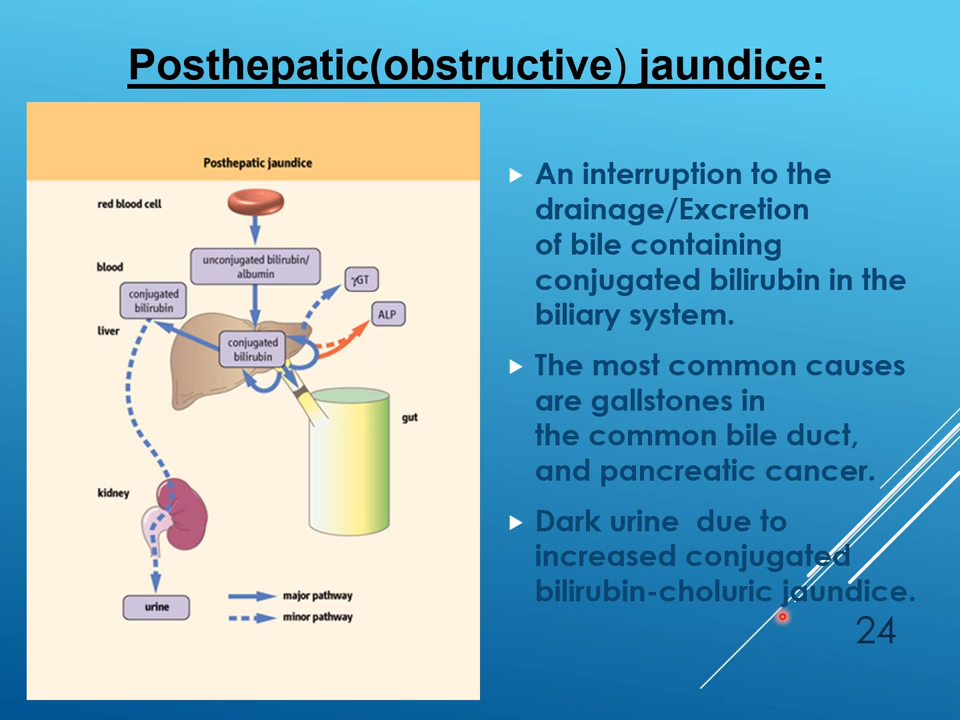 Posthepatic(obstructive) jaundice:
Posthepatic jaundice
red blood cell
blood
unconjugated bilirubin/
albumin
conjugated
bilirubin
γGT
liver
ALP
conjugated
bilirubin
gut
kidney
urine
major pathway
minor pathway
An interruption to the
drainage/Excretion
of bile containing
conjugated bilirubin in the
biliary system.
The most common causes
are gallstones in
the common bile duct,
and pancreatic cancer.
Dark urine due to
increased conjugated
bilirubin-choluric jaundice.
24